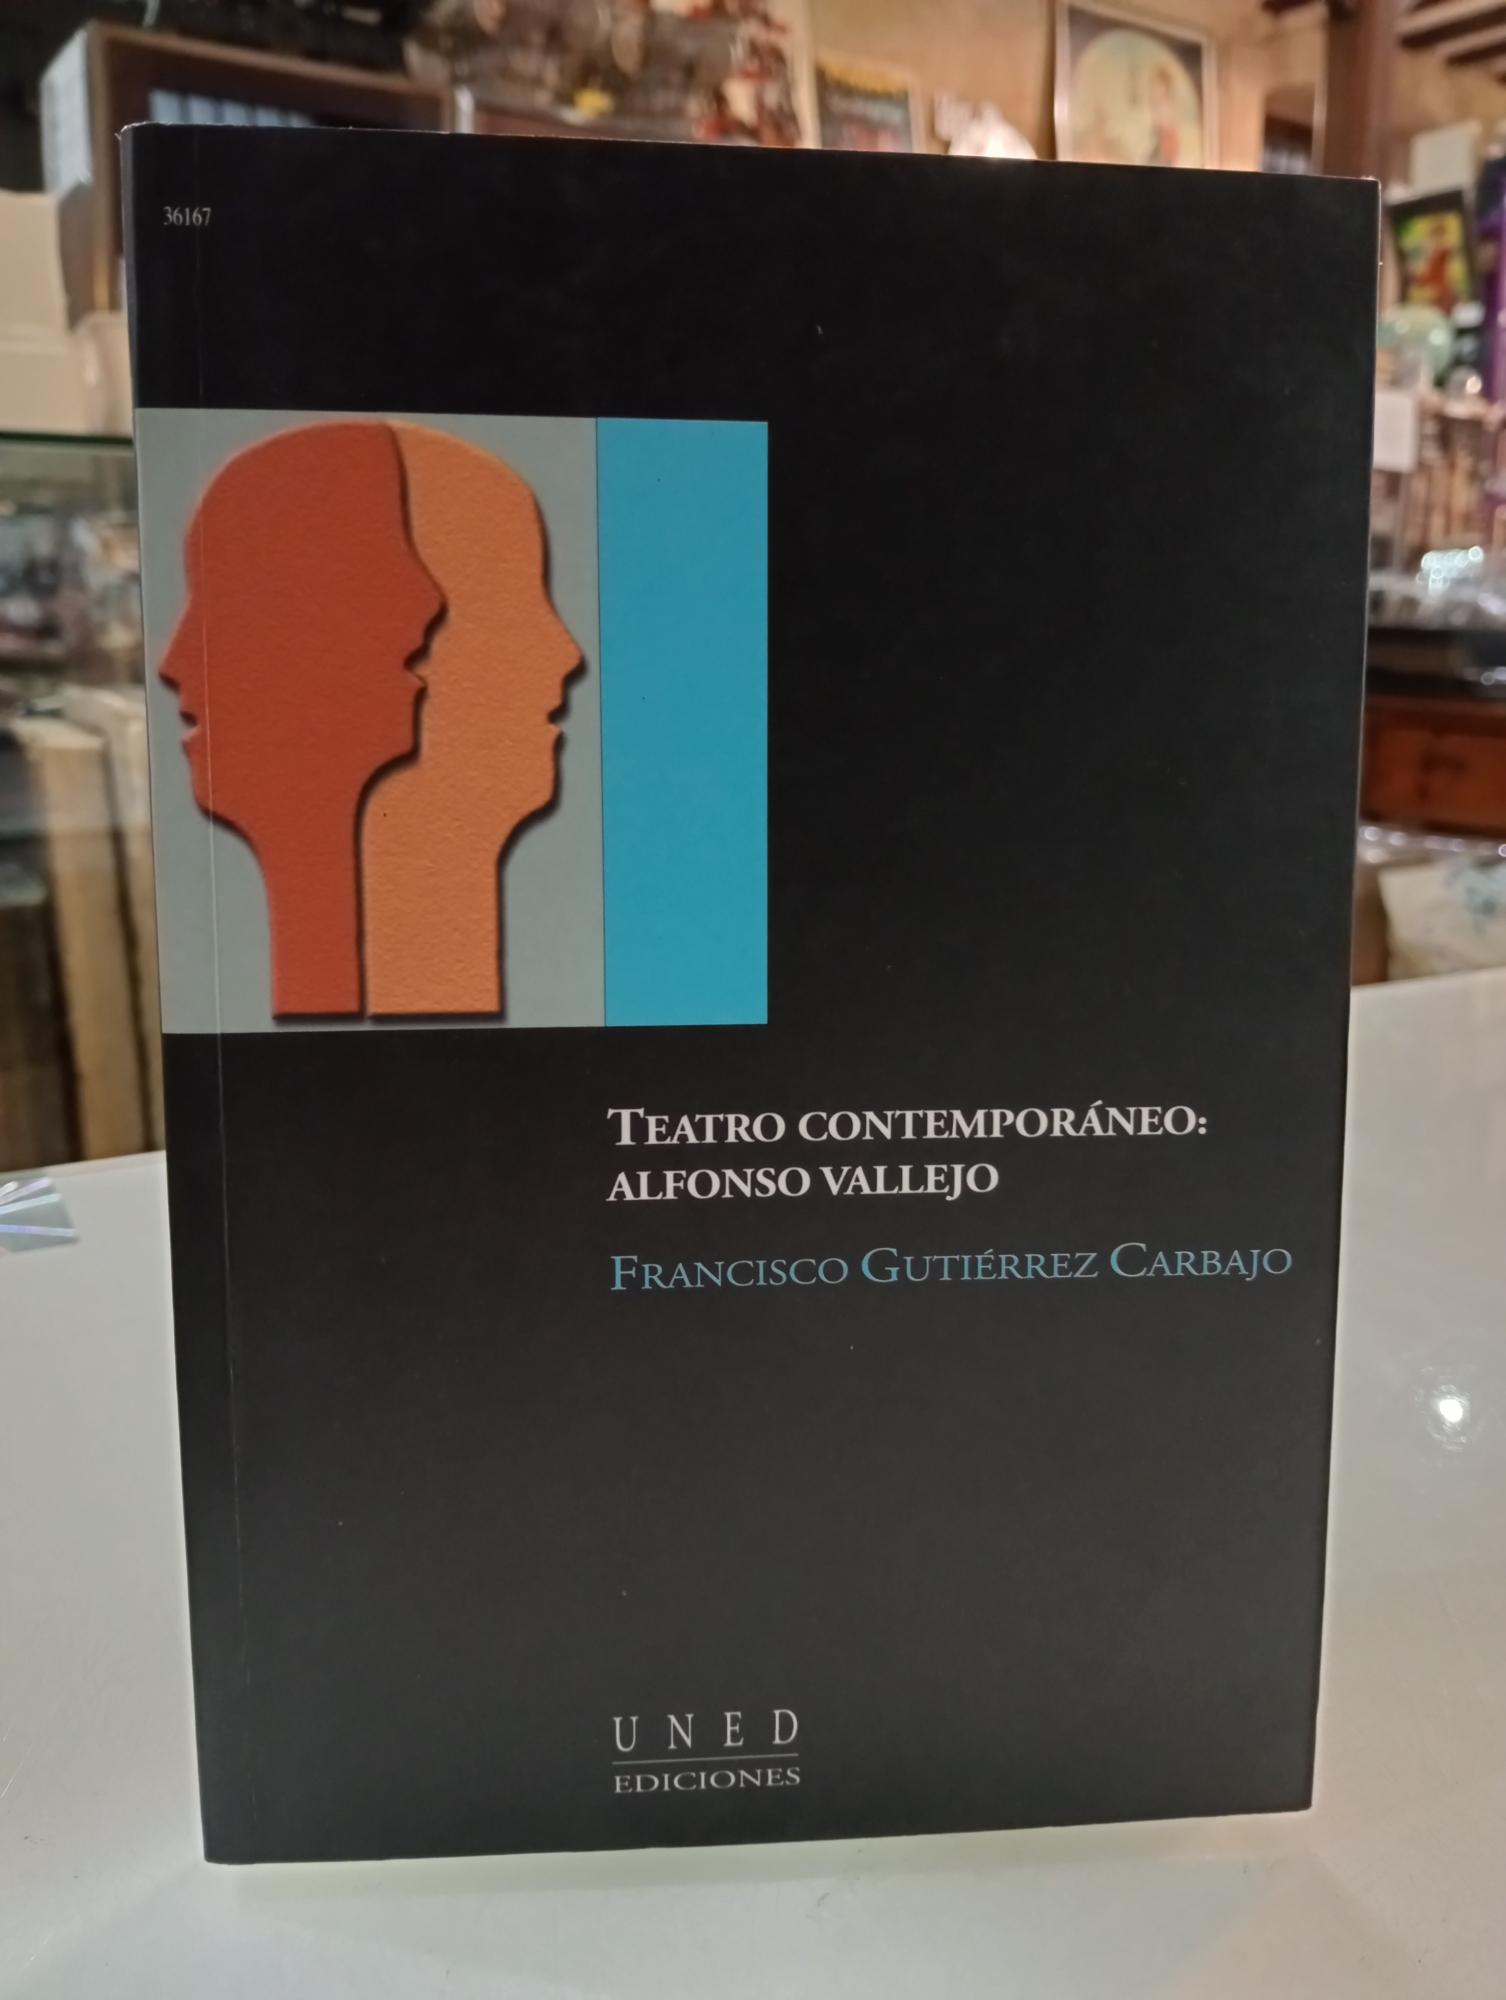 36167
TEATRO CONTEMPORÁNEO:
ALFONSO VALLEJO
FRANCISCO GUTIÉRREZ CARBAJO
UNED
EDICIONES